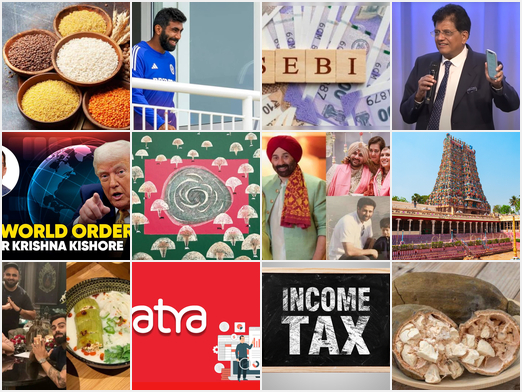 SEBI
WORLD ORDER
R KRISHNA KISHORE
atra
INCOME
TAX